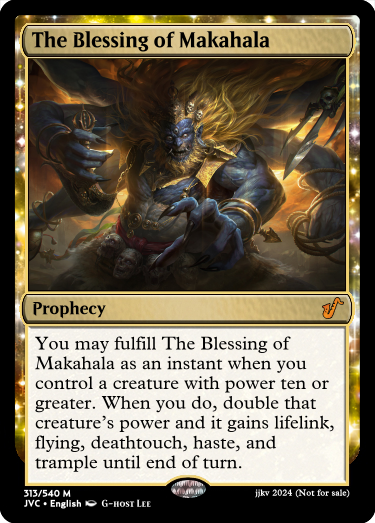 The Blessing of Makahala
Prophecy
You may fulfill The Blessing of
Makahala as an instant when you
control a creature with power ten or
greater. When you do, double that
creature's power and it gains lifelink,
flying, deathtouch, haste, and
trample until end of turn.
313/540 M
JVC • English G-host Lee
jjkv 2024 (Not for sale)